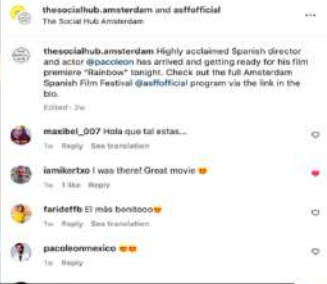 thesocialhub.amsterdam and asffofficial
The Social Hub Amsterdam
thesocialhub.amsterdam Highly acclaimed Spanish director
and actor @pacoleon has arrived and getting ready for his film
premiere "Rainbow" tonight. Check out the full Amsterdam
Spanish Film Festival @asffofficial program via the link in the
bio.
Edited · 2w
maxibel_007 Hola que tal estas...
1w Reply See translation
iamikertxo I was there! Great movie 😍
1w 1 like Reply
farideffb El más bonitooo😍
1w Reply See translation
pacoleonmexico 😍😍
1w Reply